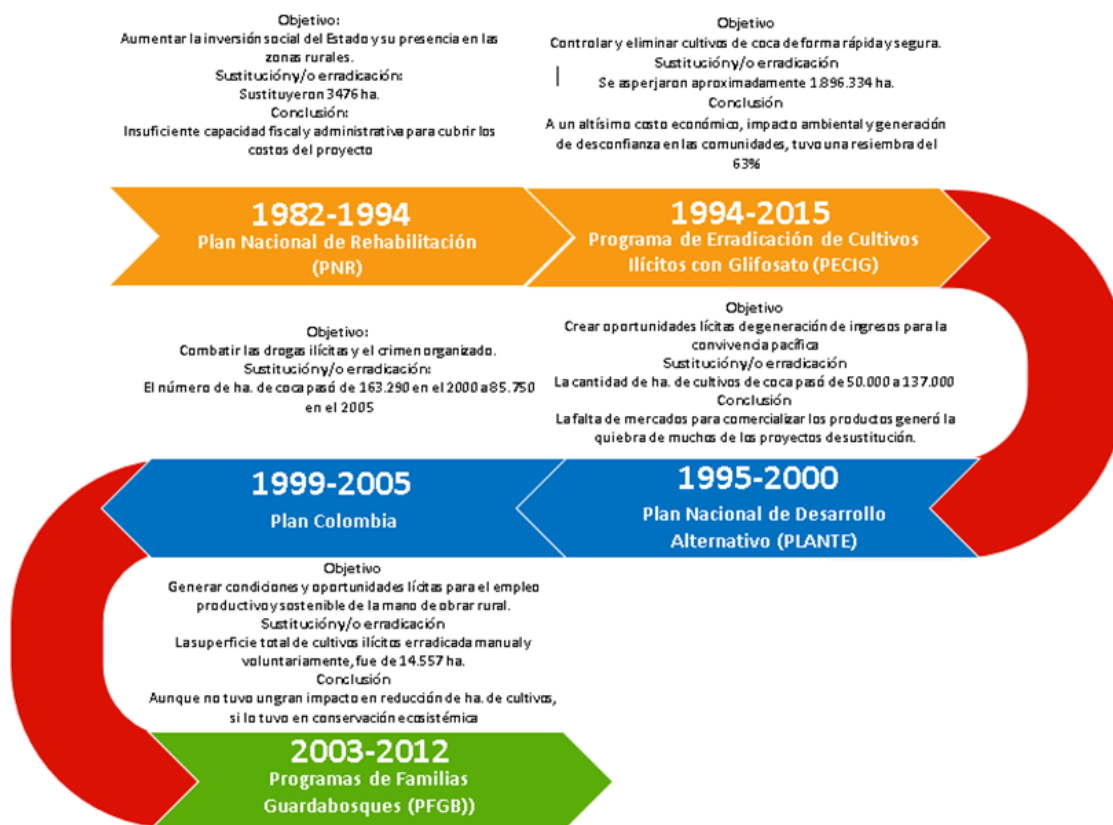 Objetivo:
Aumentar la inversión social del Estado y su presencia en las
zonas rurales.
Sustitucióny/o erradicación:
Sustituyeron 3476 ha.
Conclusión:
Insuficiente capacidad fiscal y administrativa para cubrir los
costos del proyecto
Objetivo
Controlar y eliminar cultivos de coca de forma rápida y segura.
Sustitucióny/o erradicación
Se asperjaron aproximadamente 1.896.334 ha.
Conclusión
A un altísimo costo económico, impacto ambiental y generación
de desconfianza en las comunidades, tuvo una resiembra del
63%
1982-1994
Plan Nacional de Rehabilitación
(PNR)
1994-2015
Programa de Erradicación de Cultivos
Ilícitos con Glifosato (PECIG)
Objetivo:
Combatir las drogas ilícitas y el crimen organizado.
Sustitucióny/o erradicación:
El número de ha. de coca pasó de 163.290 en el 2000 a 85.750
en el 2005
Objetivo
Crear oportunidades lícitas de generación de ingresos para la
convivencia pacífica
Sustitucióny/o erradicación
La cantidad de ha. de cultivos de coca pasó de 50.000 a 137.000
Conclusión
La falta de mercados para comercializar los productos generó la
quiebra de muchos de los proyectos de sustitución.
1999-2005
Plan Colombia
1995-2000
Plan Nacional de Desarrollo
Alternativo (PLANTE)
Objetivo
Generar condiciones y oportunidades lícitas para el empleo
productivo y sostenible de la mano de obrar rural.
Sustitucióny/o erradicación
La superficie total de cultivos ilícitos erradicada manual y
voluntariamente, fue de 14.557 ha.
Conclusión
Aunque no tuvo un gran impacto en reducción de ha. de cultivos,
si lo tuvo en conservación ecosistémica
2003-2012
Programas de Familias
Guardabosques (PFGB))